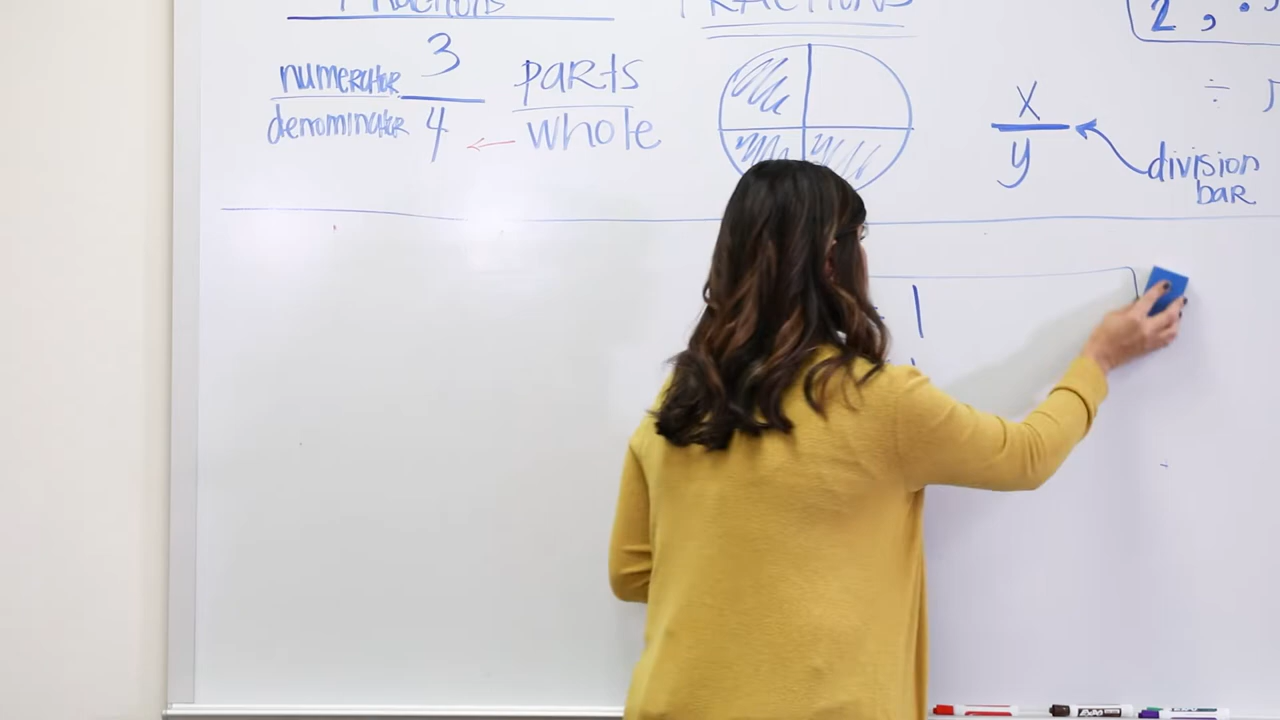 Fractions
FRACTIONS
2,
numerator 3 parts
denominator 4 whole
÷
x
y
division
bar